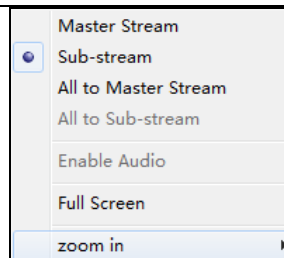 Master Stream
Sub-stream
All to Master Stream
All to Sub-stream
Enable Audio
Full Screen
zoom in